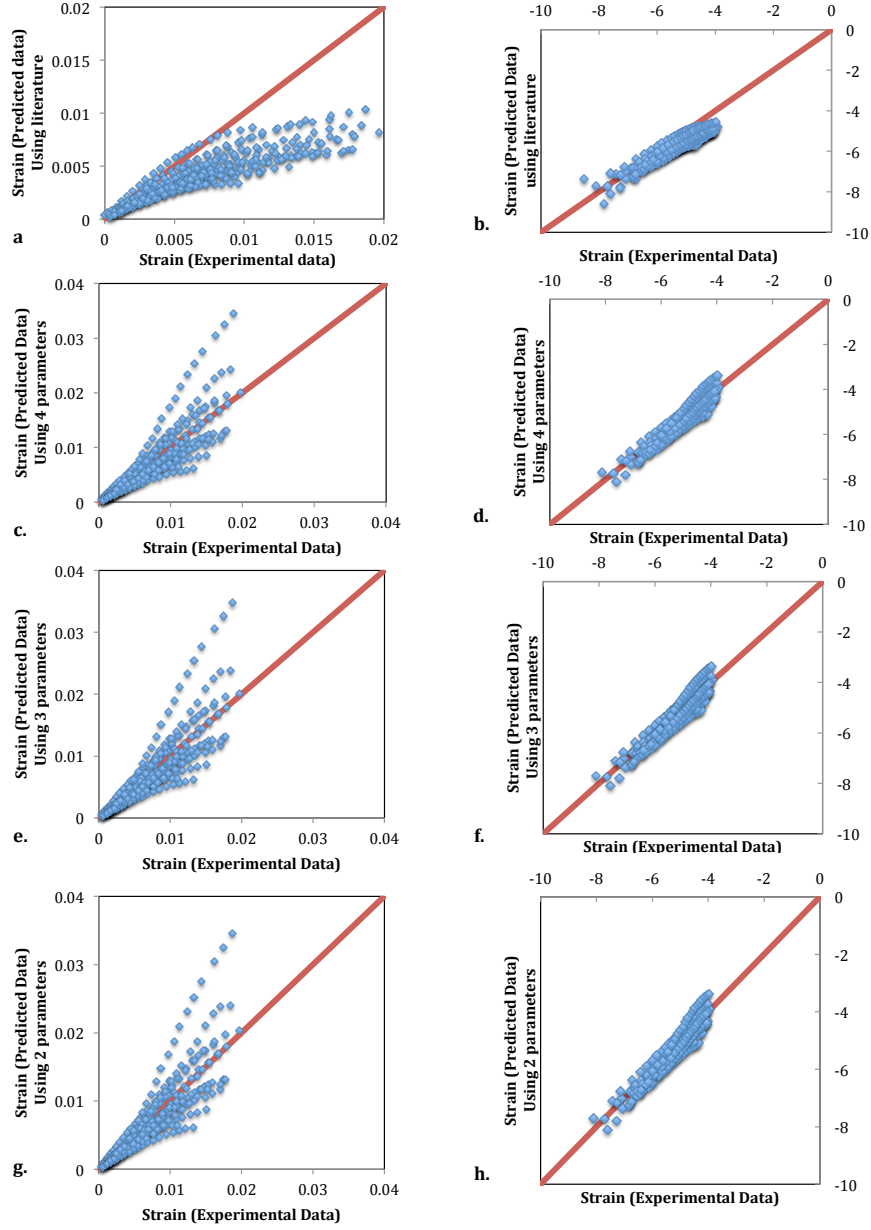 0.02
0.015
0.01
0.005
0
0
0.005
0.01
0.015
0.02
Strain (Predicted data)
Using literature
a
Strain (Experimental data)
-10
-8
-6
-4
-2
0
0
-2
-4
-6
-8
-10
Strain (Predicted Data)
using literature
b.
Strain (Experimental Data)
0.04
0.03
0.02
0.01
0
0
0.01
0.02
0.03
0.04
Strain (Predicted Data)
Using 4 parameters
c.
Strain (Experimental Data)
-10
-8
-6
-4
-2
0
0
-2
-4
-6
-8
-10
Strain (Predicted Data)
Using 4 parameters
d.
Strain (Experimental Data)
0.04
0.03
0.02
0.01
0
0
0.01
0.02
0.03
0.04
Strain (Predicted Data)
Using 3 parameters
e.
Strain (Experimental Data)
-10
-8
-6
-4
-2
0
0
-2
-4
-6
-8
-10
Strain (Predicted Data)
Using 3 parameters
f.
Strain (Experimental Data)
0.04
0.03
0.02
0.01
0
0
0.01
0.02
0.03
0.04
Strain (Predicted Data)
Using 2 parameters
g.
Strain (Experimental Data)
-10
-8
-6
-4
-2
0
0
-2
-4
-6
-8
-10
Strain (Predicted Data)
Using 2 parameters
h.
Strain (Experimental Data)